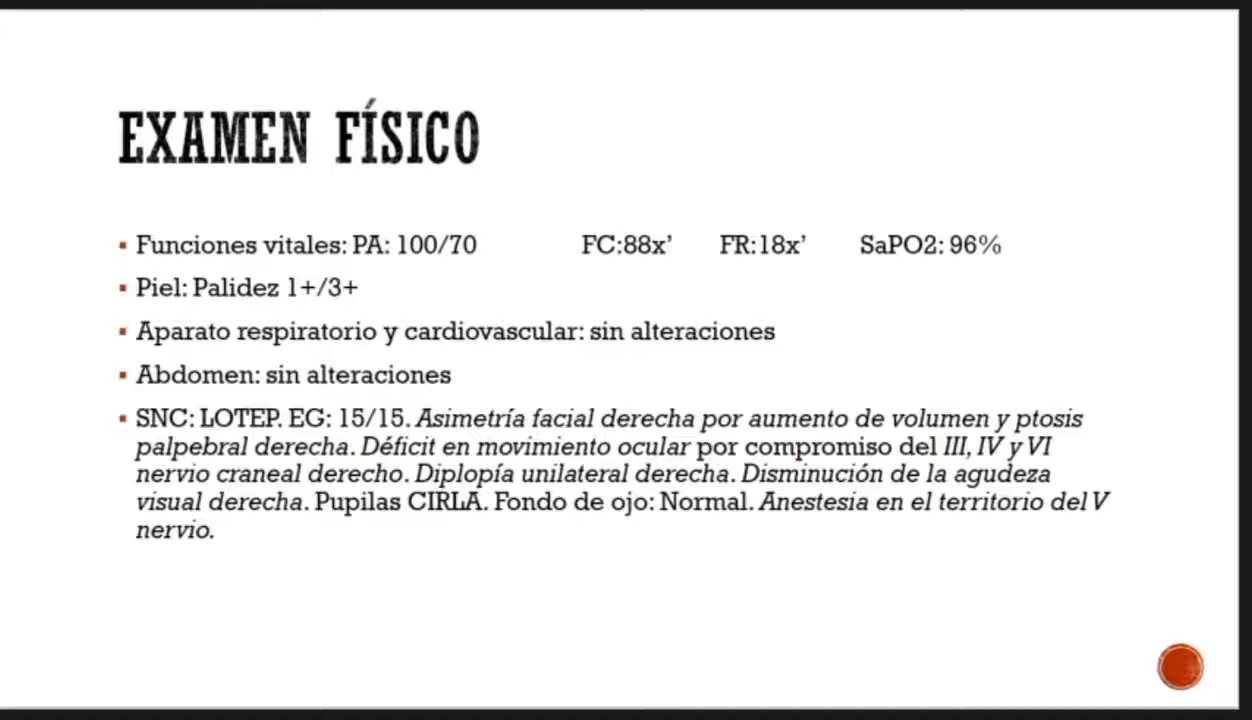 EXAMEN FÍSICO
▪ Funciones vitales: PA: 100/70 FC:88x’ FR:18x’ SaPO2: 96%
▪ Piel: Palidez 1+/3+
▪ Aparato respiratorio y cardiovascular: sin alteraciones
▪ Abdomen: sin alteraciones
▪ SNC: LOTEP. EG: 15/15. Asimetría facial derecha por aumento de volumen y ptosis
palpebral derecha. Déficit en movimiento ocular por compromiso del III, IV y VI
nervio craneal derecho. Diplopía unilateral derecha. Disminución de la agudeza
visual derecha. Pupilas CIRLA. Fondo de ojo: Normal. Anestesia en el territorio del V
nervio.